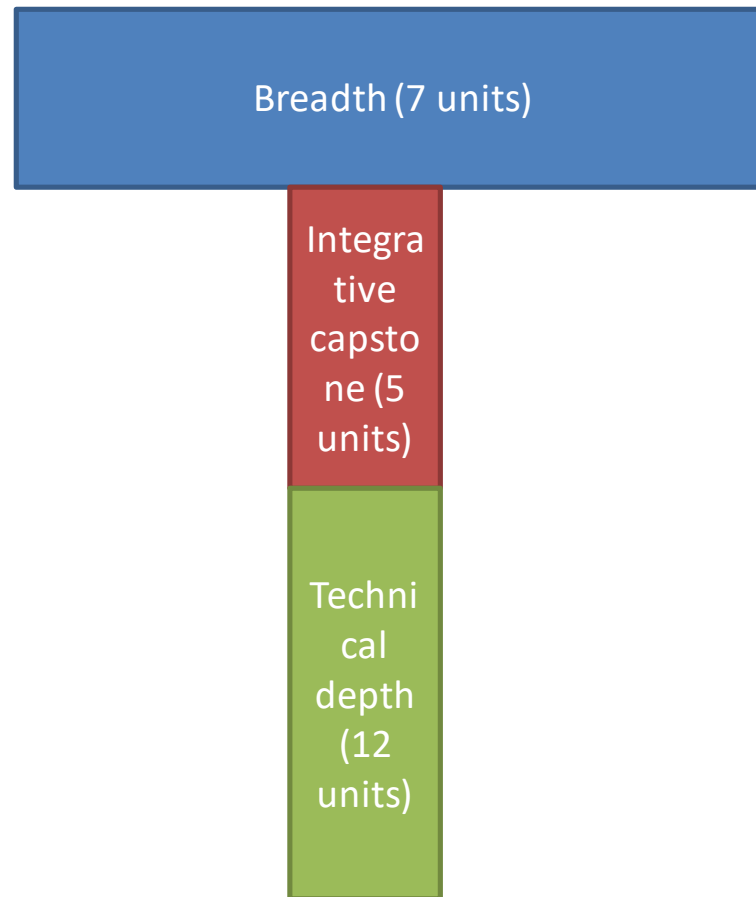 Breadth (7 units)
Integra
tive
capsto
ne (5
units)
Techni
cal
depth
(12
units)